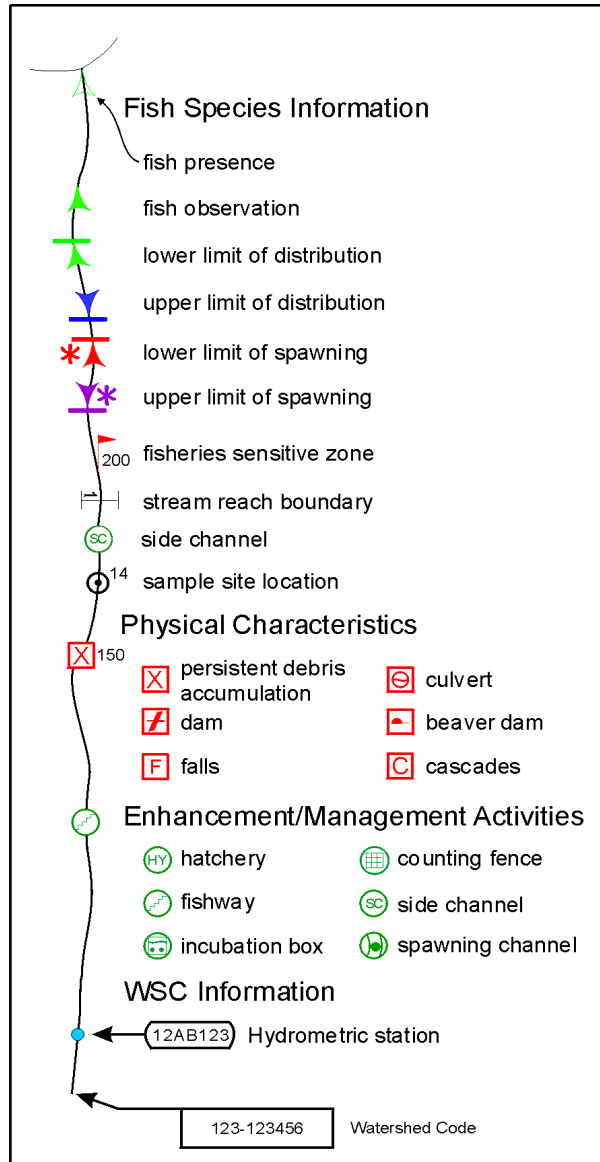 Fish Species Information
fish presence
fish observation
lower limit of distribution
upper limit of distribution
lower limit of spawning
upper limit of spawning
200
fisheries sensitive zone
1
stream reach boundary
SC
side channel
14
sample site location
Physical Characteristics
X 150
X persistent debris accumulation
culvert
dam
beaver dam
F falls
C cascades
Enhancement/Management Activities
HY hatchery
counting fence
fishway
SC side channel
incubation box
spawning channel
WSC Information
12AB123 Hydrometric station
123-123456 Watershed Code